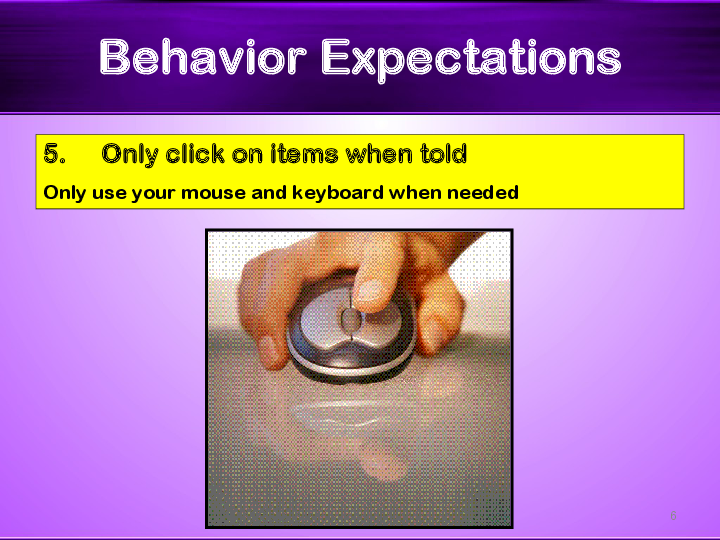 Behavior Expectations
5. Only click on items when told
Only use your mouse and keyboard when needed
6